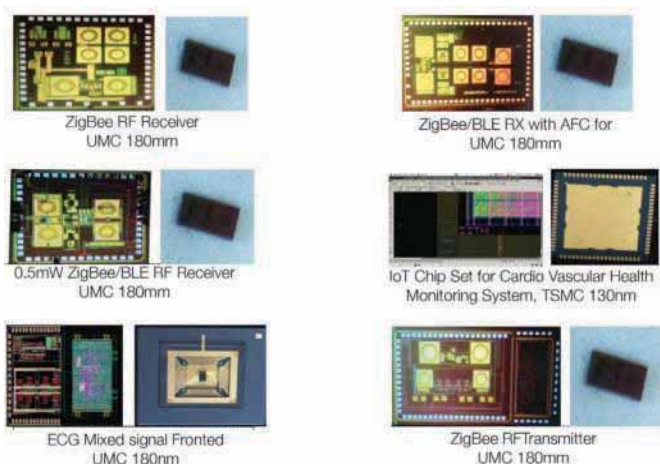 ZigBee RF Receiver
UMC 180mm
ZigBee/BLE RX with AFC for
UMC 180mm
0.5mW ZigBee/BLE RF Receiver
UMC 180mm
IoT Chip Set for Cardio Vascular Health
Monitoring System, TSMC 130nm
ECG Mixed signal Fronted
UMC 180nm
ZigBee RFTransmitter
UMC 180mm